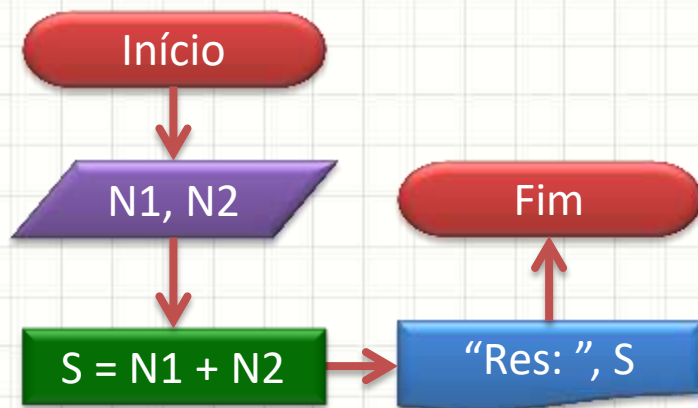 Início
N1, N2
S = N1 + N2
“Res: ”, S
Fim